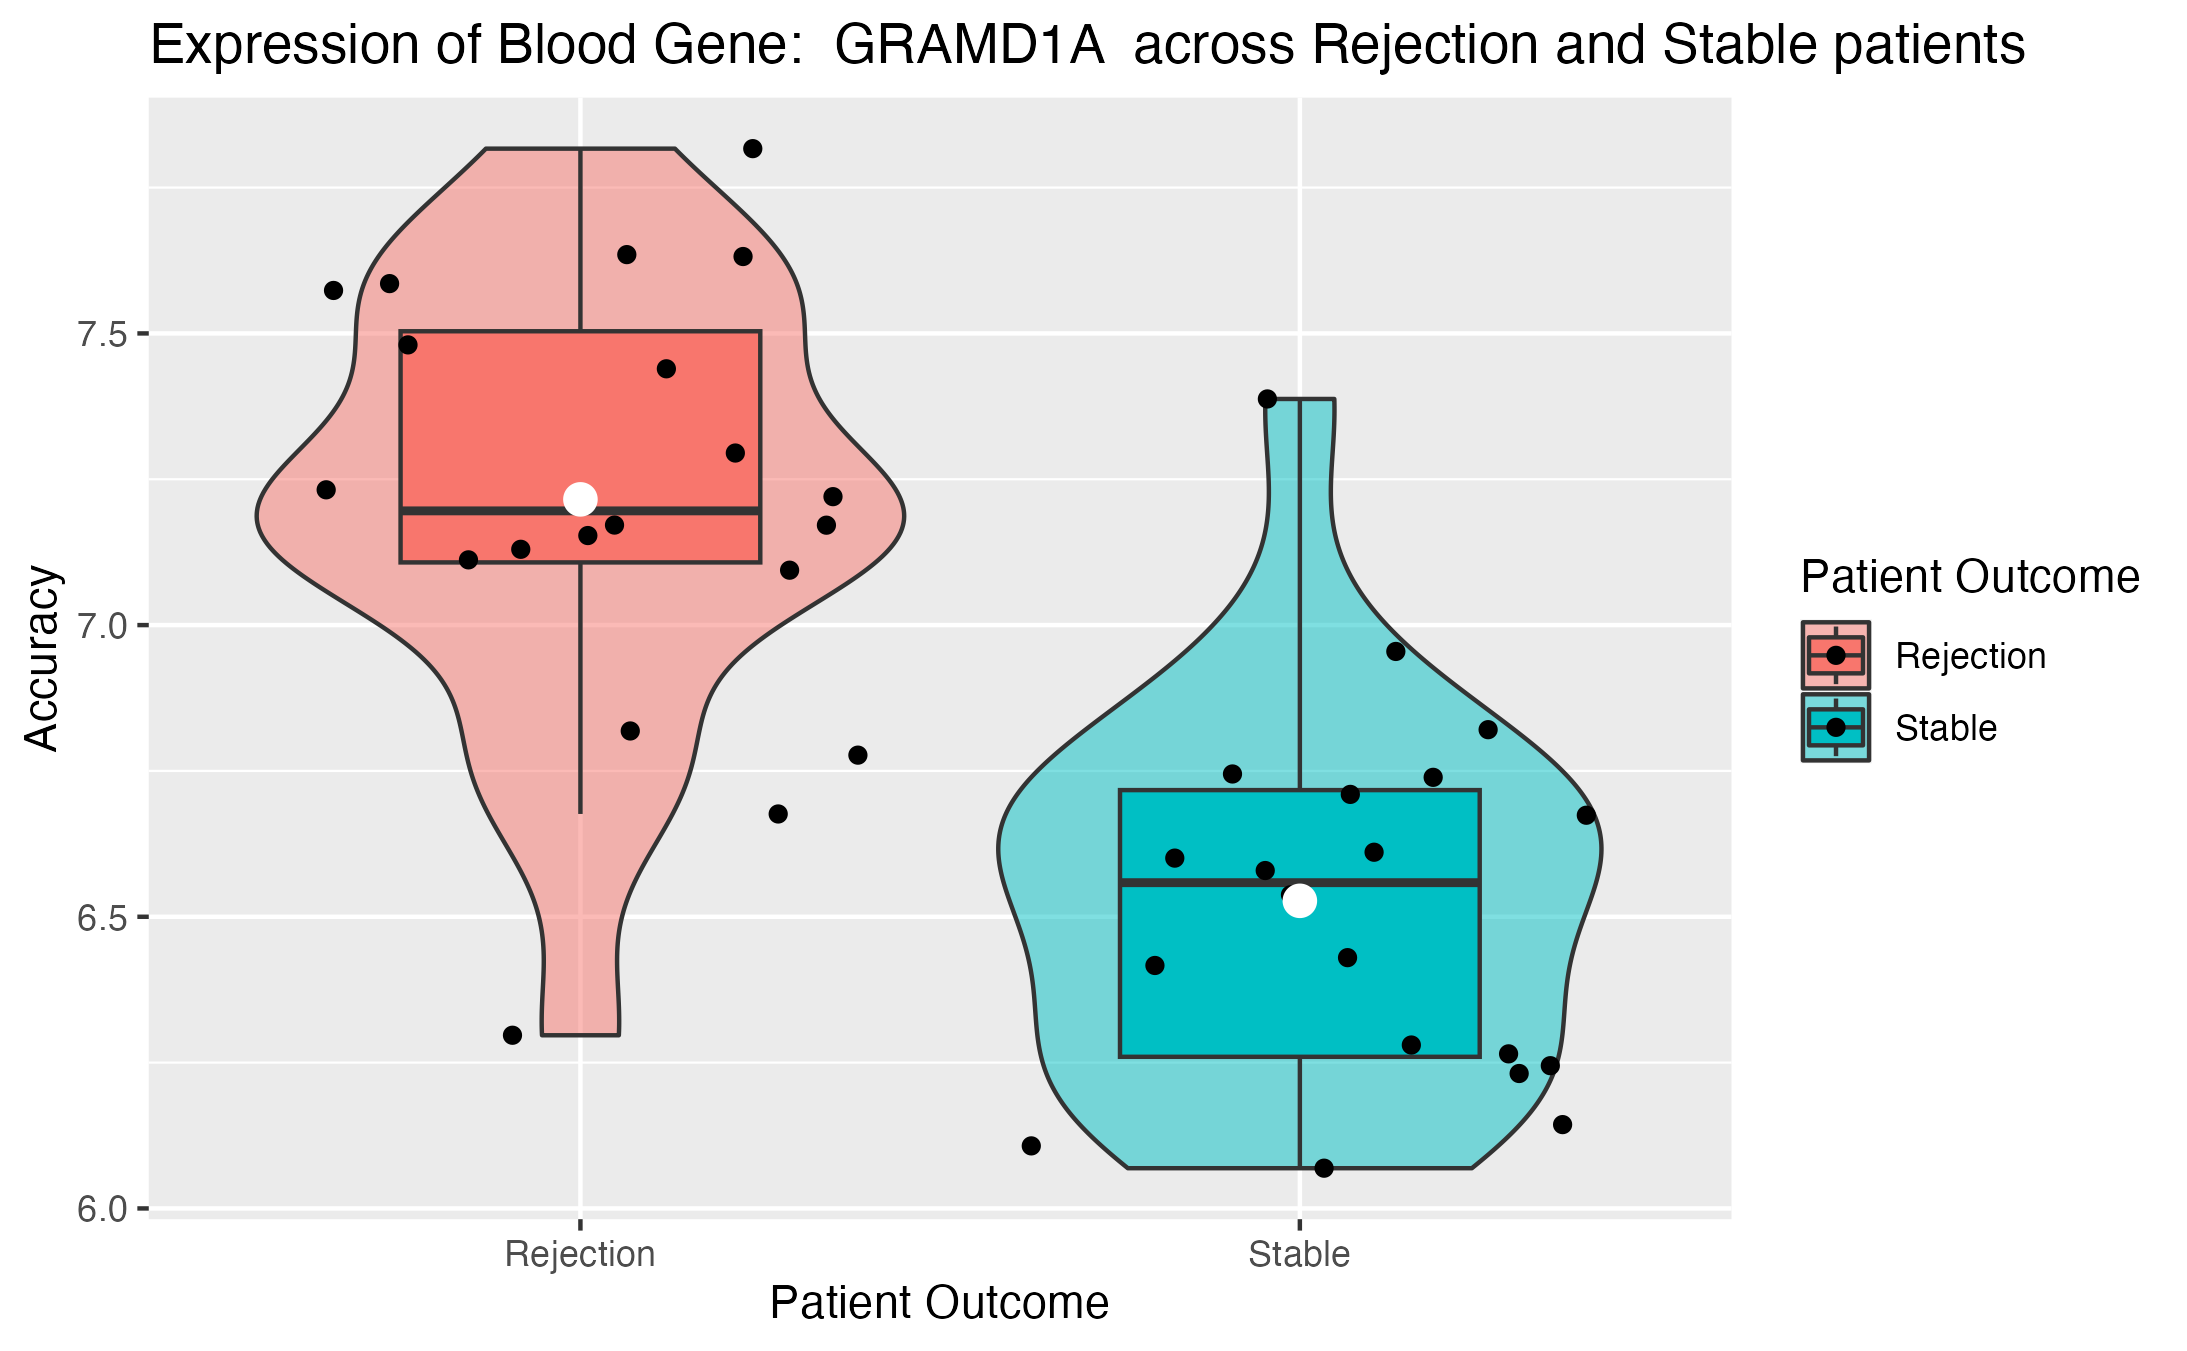 Expression of Blood Gene:  GRAMD1A  across Rejection and Stable patients
Accuracy
7.5
7.0
6.5
6.0
Rejection
Stable
Patient Outcome
Patient Outcome
Rejection
Stable